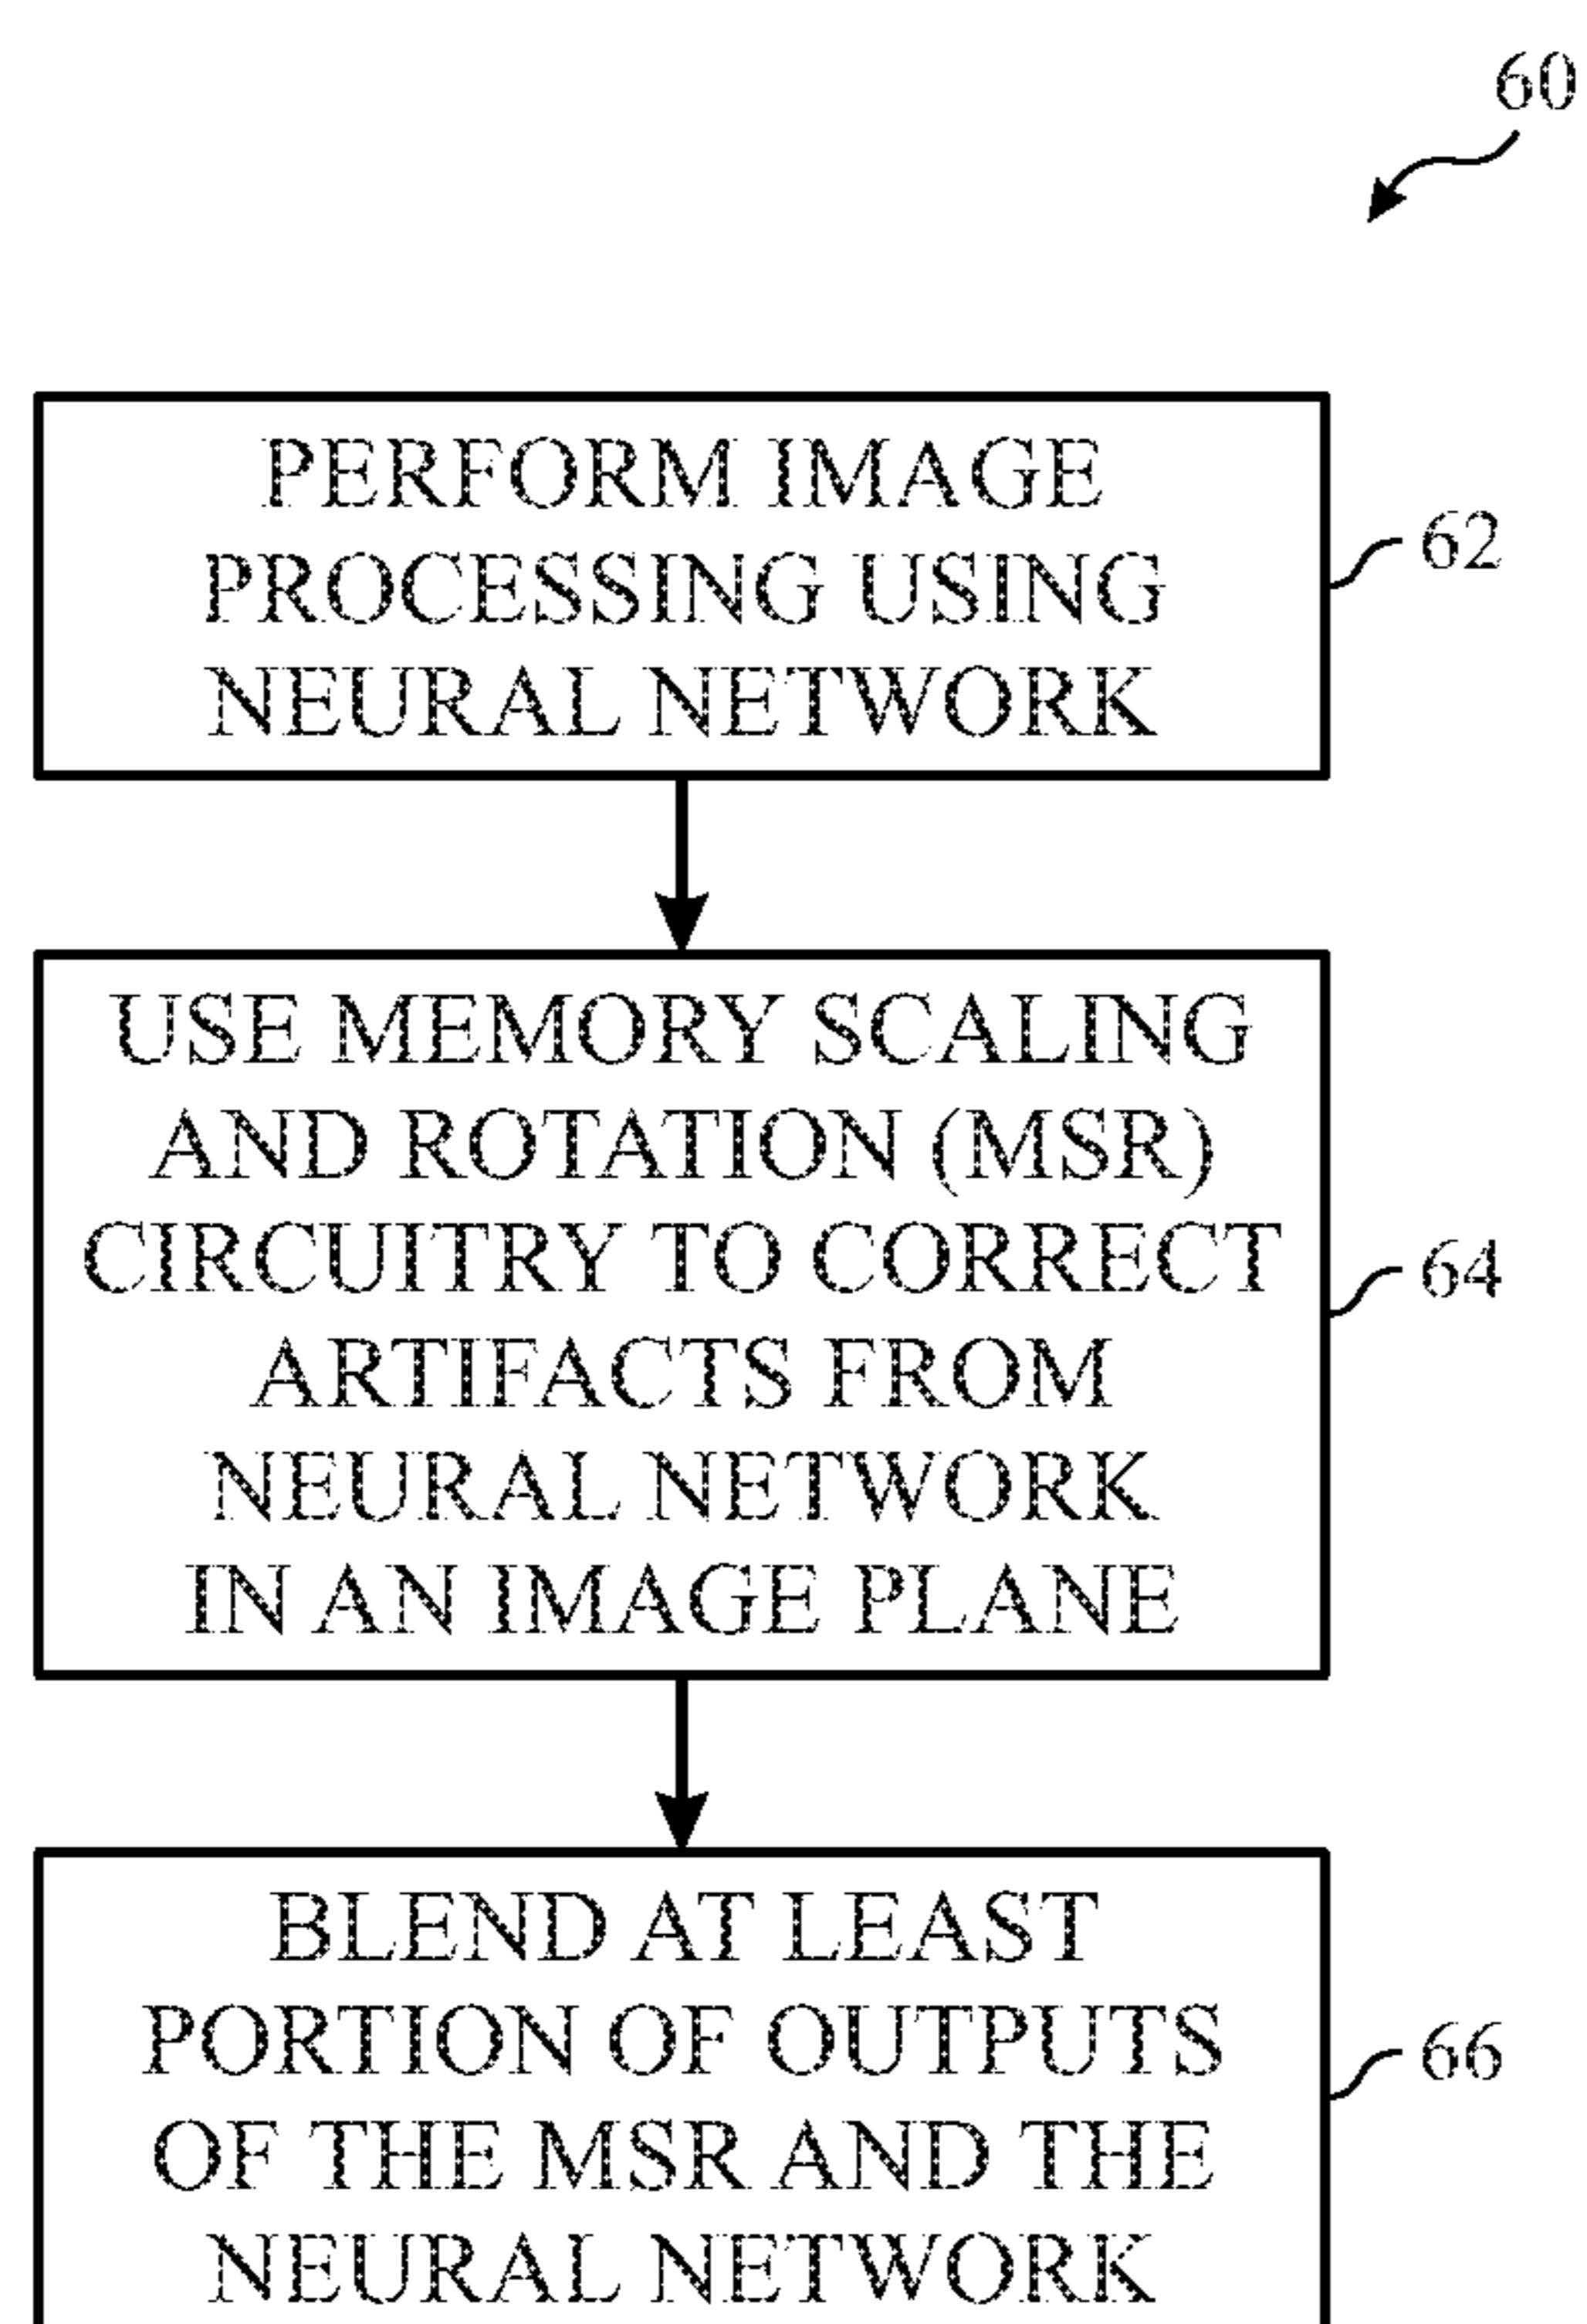 60
PERFORM IMAGE
PROCESSING USING
NEURAL NETWORK
62
USE MEMORY SCALING
AND ROTATION (MSR)
CIRCUITRY TO CORRECT
ARTIFACTS FROM
NEURAL NETWORK
IN AN IMAGE PLANE
64
BLEND AT LEAST
PORTION OF OUTPUTS
OF THE MSR AND THE
NEURAL NETWORK
66